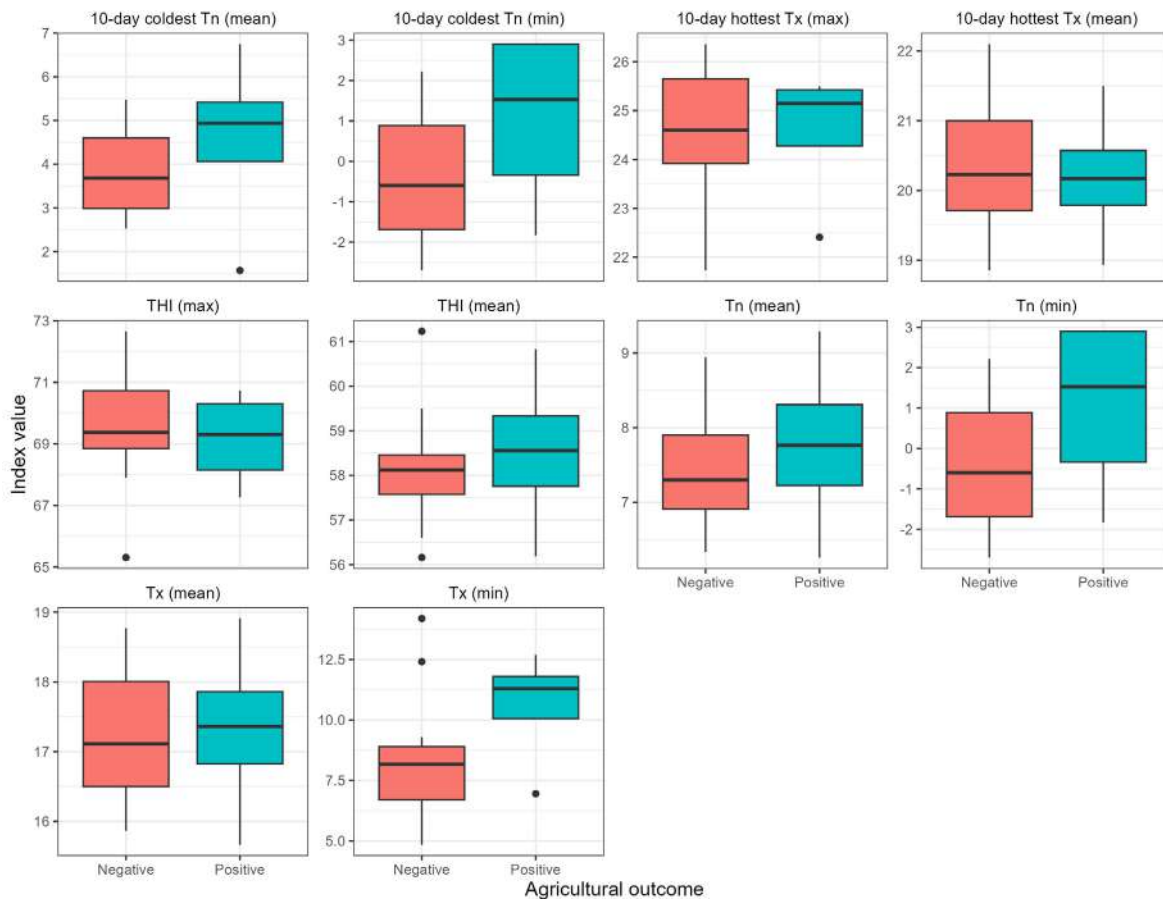 10-day coldest Tn (mean)
10-day coldest Tn (min)
10-day hottest Tx (max)
10-day hottest Tx (mean)
7
6
5
4
3
2
3
2
1
0
-1
-2
26
25
24
23
22
22
21
20
19
THI (max)
THI (mean)
Tn (mean)
Tn (min)
73
71
69
67
65
61
60
59
58
57
56
9
8
7
3
2
1
0
-1
-2
Negative
Positive
Negative
Positive
Tx (mean)
Tx (min)
19
18
17
16
12.5
10.0
7.5
5.0
Negative
Positive
Negative
Positive
Index value
Agricultural outcome